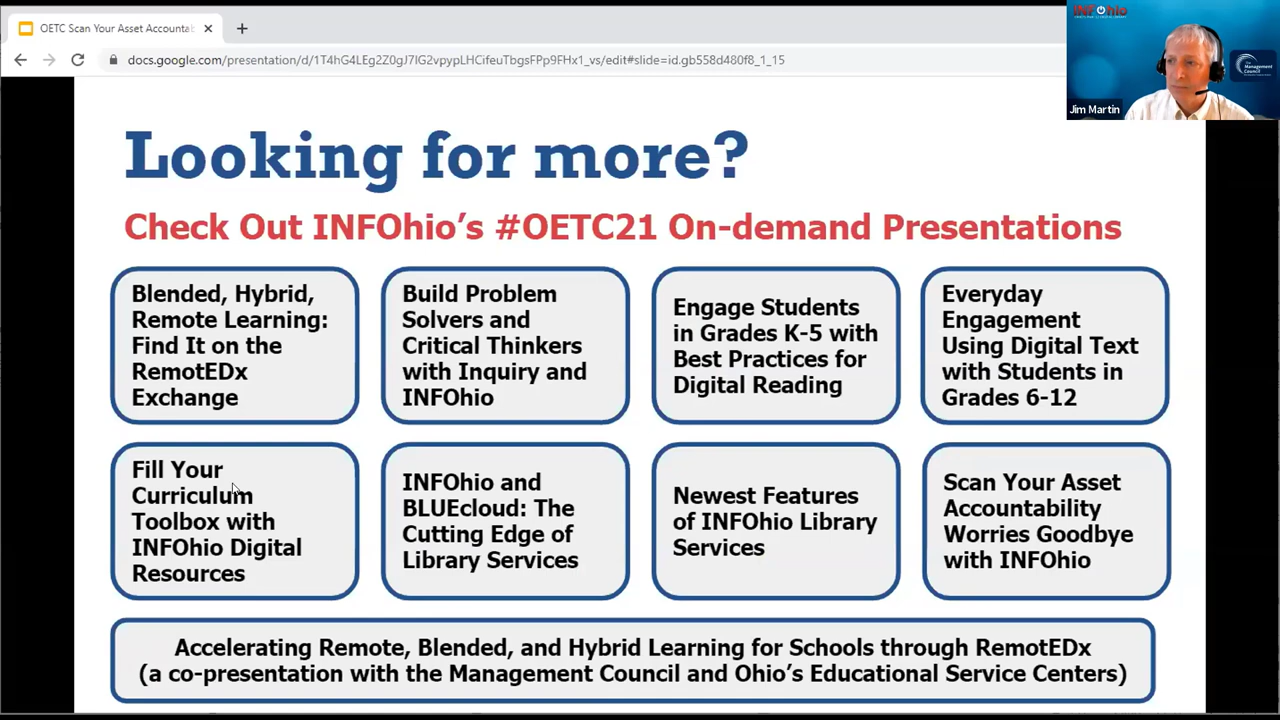 OETC Scan Your Asset Accountab
docs.google.com/presentation/d/1T4hG4LEg2Z0gJ7IG2vpypLHCifeuTbgsFPp9FHx1_vs/edit#slide=id.gb558d480f8_1_15
INFOhio
The
Management
Council
Jim Martin
Looking for more?
Check Out INFOhio’s #OETC21 On-demand Presentations
Blended, Hybrid,
Remote Learning:
Find It on the
RemotEDx
Exchange
Build Problem
Solvers and
Critical Thinkers
with Inquiry and
INFOhio
Engage Students
in Grades K-5 with
Best Practices for
Digital Reading
Everyday
Engagement
Using Digital Text
with Students in
Grades 6-12
Fill Your
Curriculum
Toolbox with
INFOhio Digital
Resources
INFOhio and
BLUEcloud: The
Cutting Edge of
Library Services
Newest Features
of INFOhio Library
Services
Scan Your Asset
Accountability
Worries Goodbye
with INFOhio
Accelerating Remote, Blended, and Hybrid Learning for Schools through RemotEDx
(a co-presentation with the Management Council and Ohio’s Educational Service Centers)